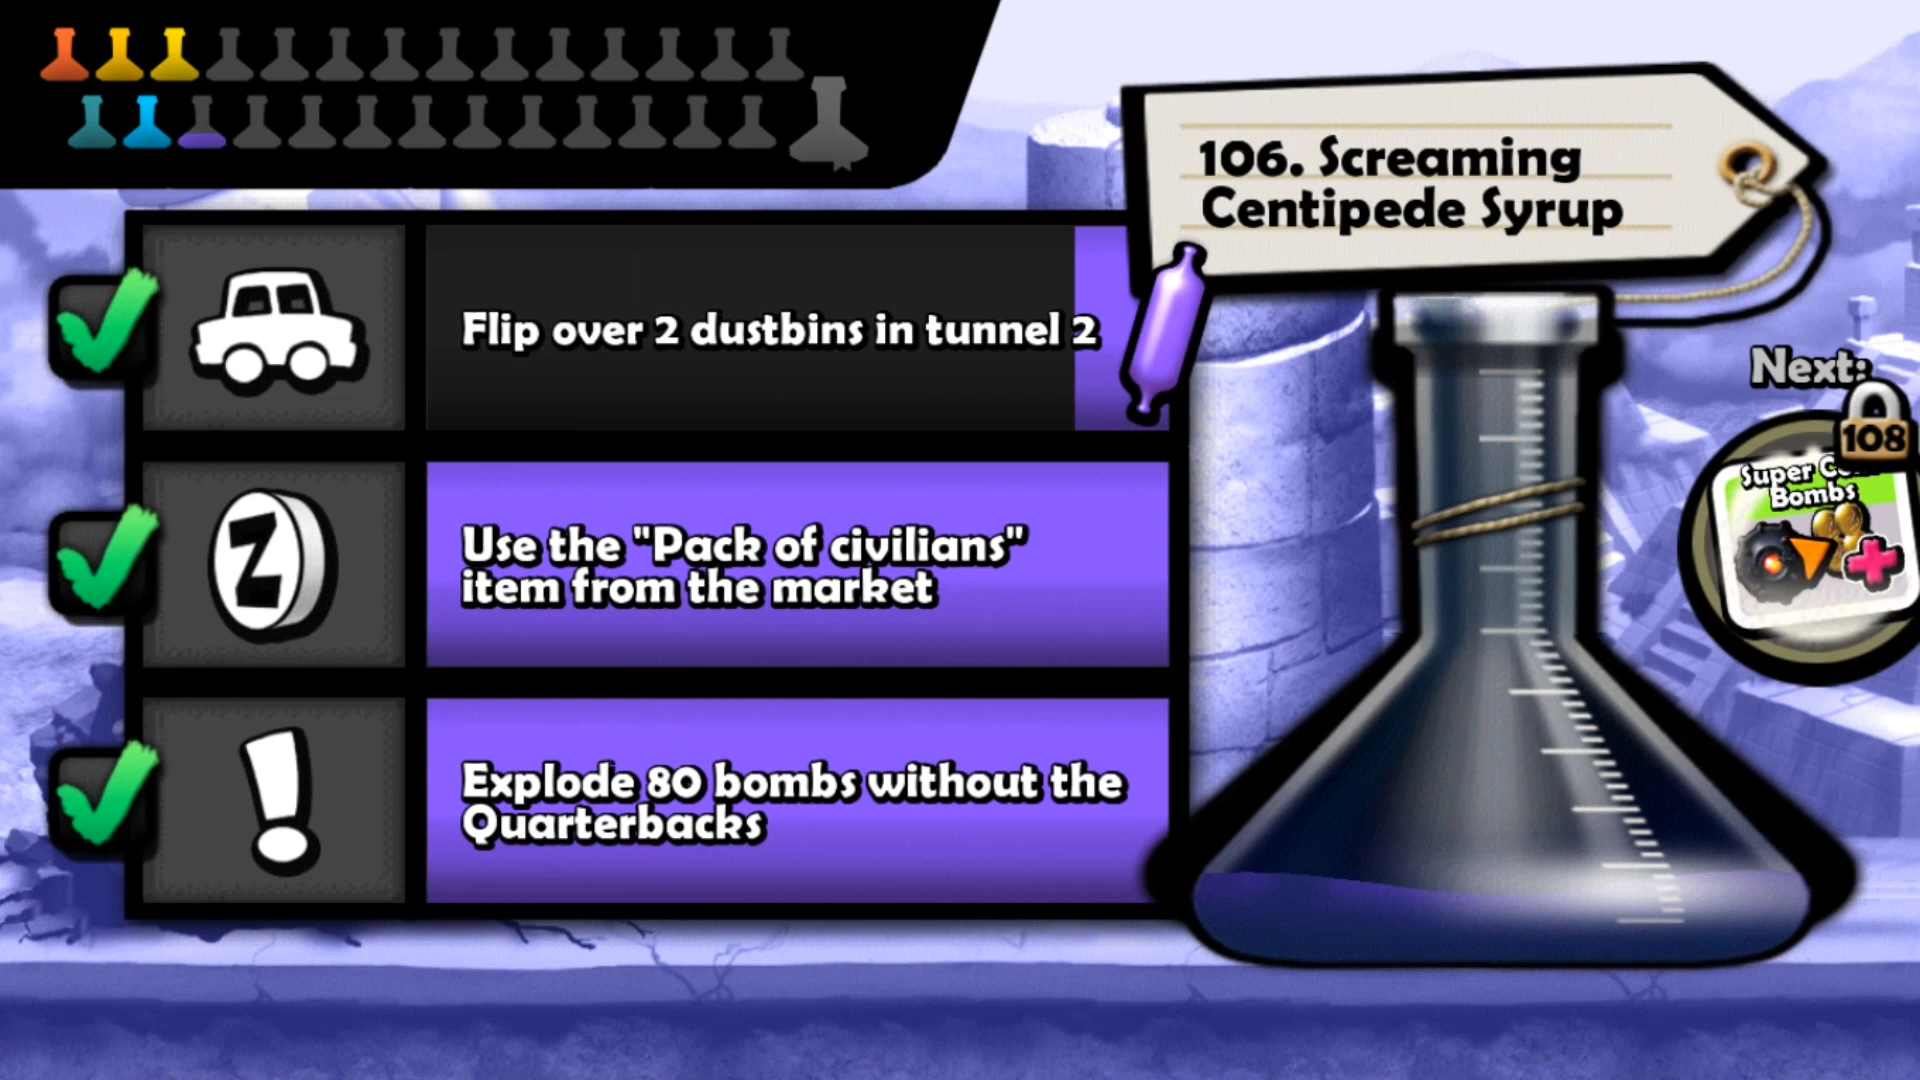 106. Screaming
Centipede Syrup
Flip over 2 dustbins in tunnel 2
Z
Use the "Pack of civilians"
item from the market
!
Explode 80 bombs without the
Quarterbacks
Next:
108
Super
Bombs